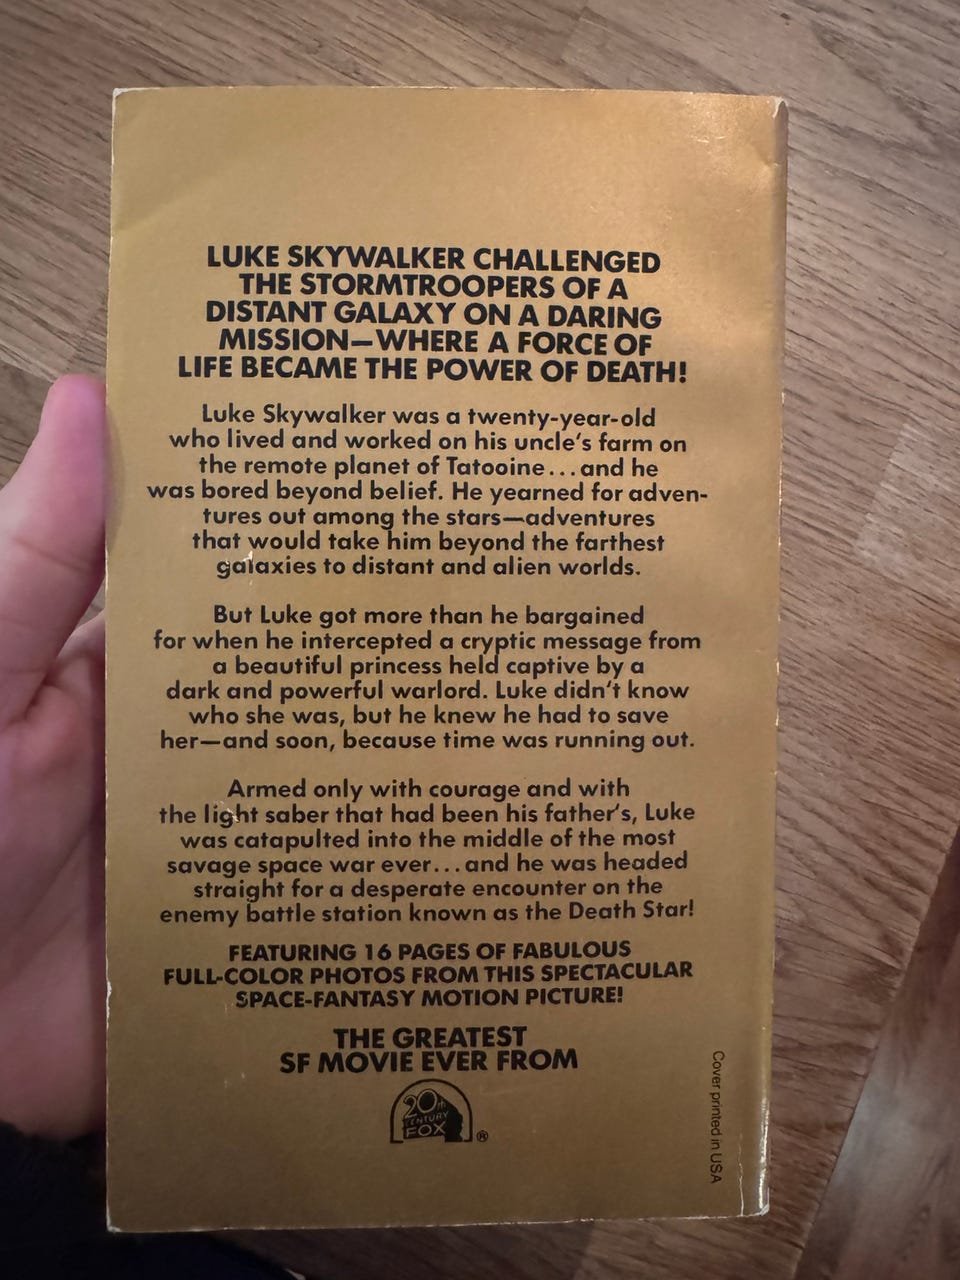 LUKE SKYWALKER CHALLENGED
THE STORMTROOPERS OF A
DISTANT GALAXY ON A DARING
MISSION—WHERE A FORCE OF
LIFE BECAME THE POWER OF DEATH!
Luke Skywalker was a twenty-year-old
who lived and worked on his uncle's farm on
the remote planet of Tatooine...and he
was bored beyond belief. He yearned for adven-
tures out among the stars—adventures
that would take him beyond the farthest
galaxies to distant and alien worlds.
But Luke got more than he bargained
for when he intercepted a cryptic message from
a beautiful princess held captive by a
dark and powerful warlord. Luke didn't know
who she was, but he knew he had to save
her—and soon, because time was running out.
Armed only with courage and with
the light saber that had been his father's, Luke
was catapulted into the middle of the most
savage space war ever...and he was headed
straight for a desperate encounter on the
enemy battle station known as the Death Star!
FEATURING 16 PAGES OF FABULOUS
FULL-COLOR PHOTOS FROM THIS SPECTACULAR
SPACE-FANTASY MOTION PICTURE!
THE GREATEST
SF MOVIE EVER FROM
20th
CENTURY
FOX ®
Cover printed in USA